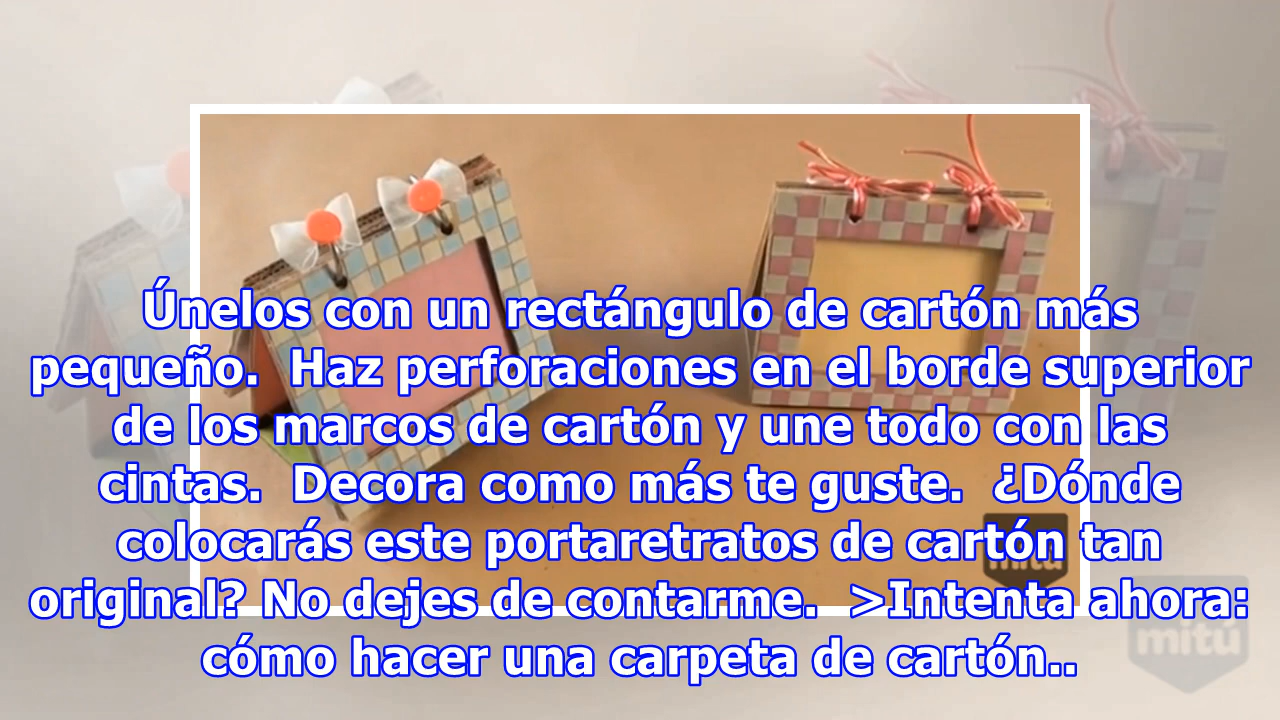 Únelos con un rectángulo de cartón más
pequeño.  Haz perforaciones en el borde superior
de los marcos de cartón y une todo con las
cintas.  Decora como más te guste.  ¿Dónde
colocarás este portaretratos de cartón tan
original? No dejes de contarme.  >Intenta ahora:
cómo hacer una carpeta de cartón..
mitú
mitú